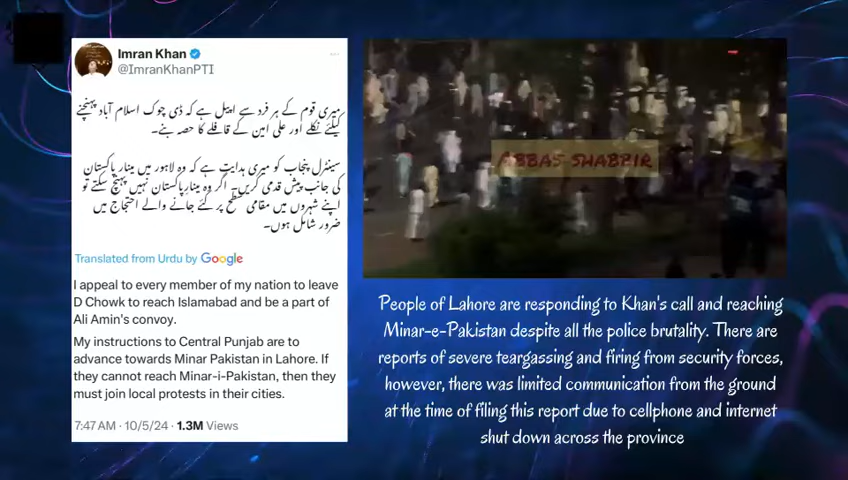 Imran Khan
@ImranKhanPTI
میری قوم کے ہر فرد سے اپیل ہے کہ ڈی چوک اسلام آباد پہنچنے
کیلئے نکلے اور علی امین کے قافلے کا حصہ بنے۔
سینٹرل پنجاب کو میری ہدایت ہے کہ وہ لاہور میں مینار پاکستان
کی جانب پیش قدمی کریں۔ اگر وہ مینار پاکستان نہیں پہنچ سکتے تو
اپنے شہروں میں مقامی سطح پر کئے جانے والے احتجاج میں
ضرور شامل ہوں۔
Translated from Urdu by Google
I appeal to every member of my nation to leave
D Chowk to reach Islamabad and be a part of
Ali Amin's convoy.
My instructions to Central Punjab are to
advance towards Minar Pakistan in Lahore. If
they cannot reach Minar-i-Pakistan, then they
must join local protests in their cities.
7:47 AM · 10/5/24 · 1.3M Views
ABBAS SHABBIR
People of Lahore are responding to Khan's call and reaching
Minar-e-Pakistan despite all the police brutality. There are
reports of severe teargassing and firing from security forces,
however, there was limited communication from the ground
at the time of filing this report due to cellphone and internet
shut down across the province